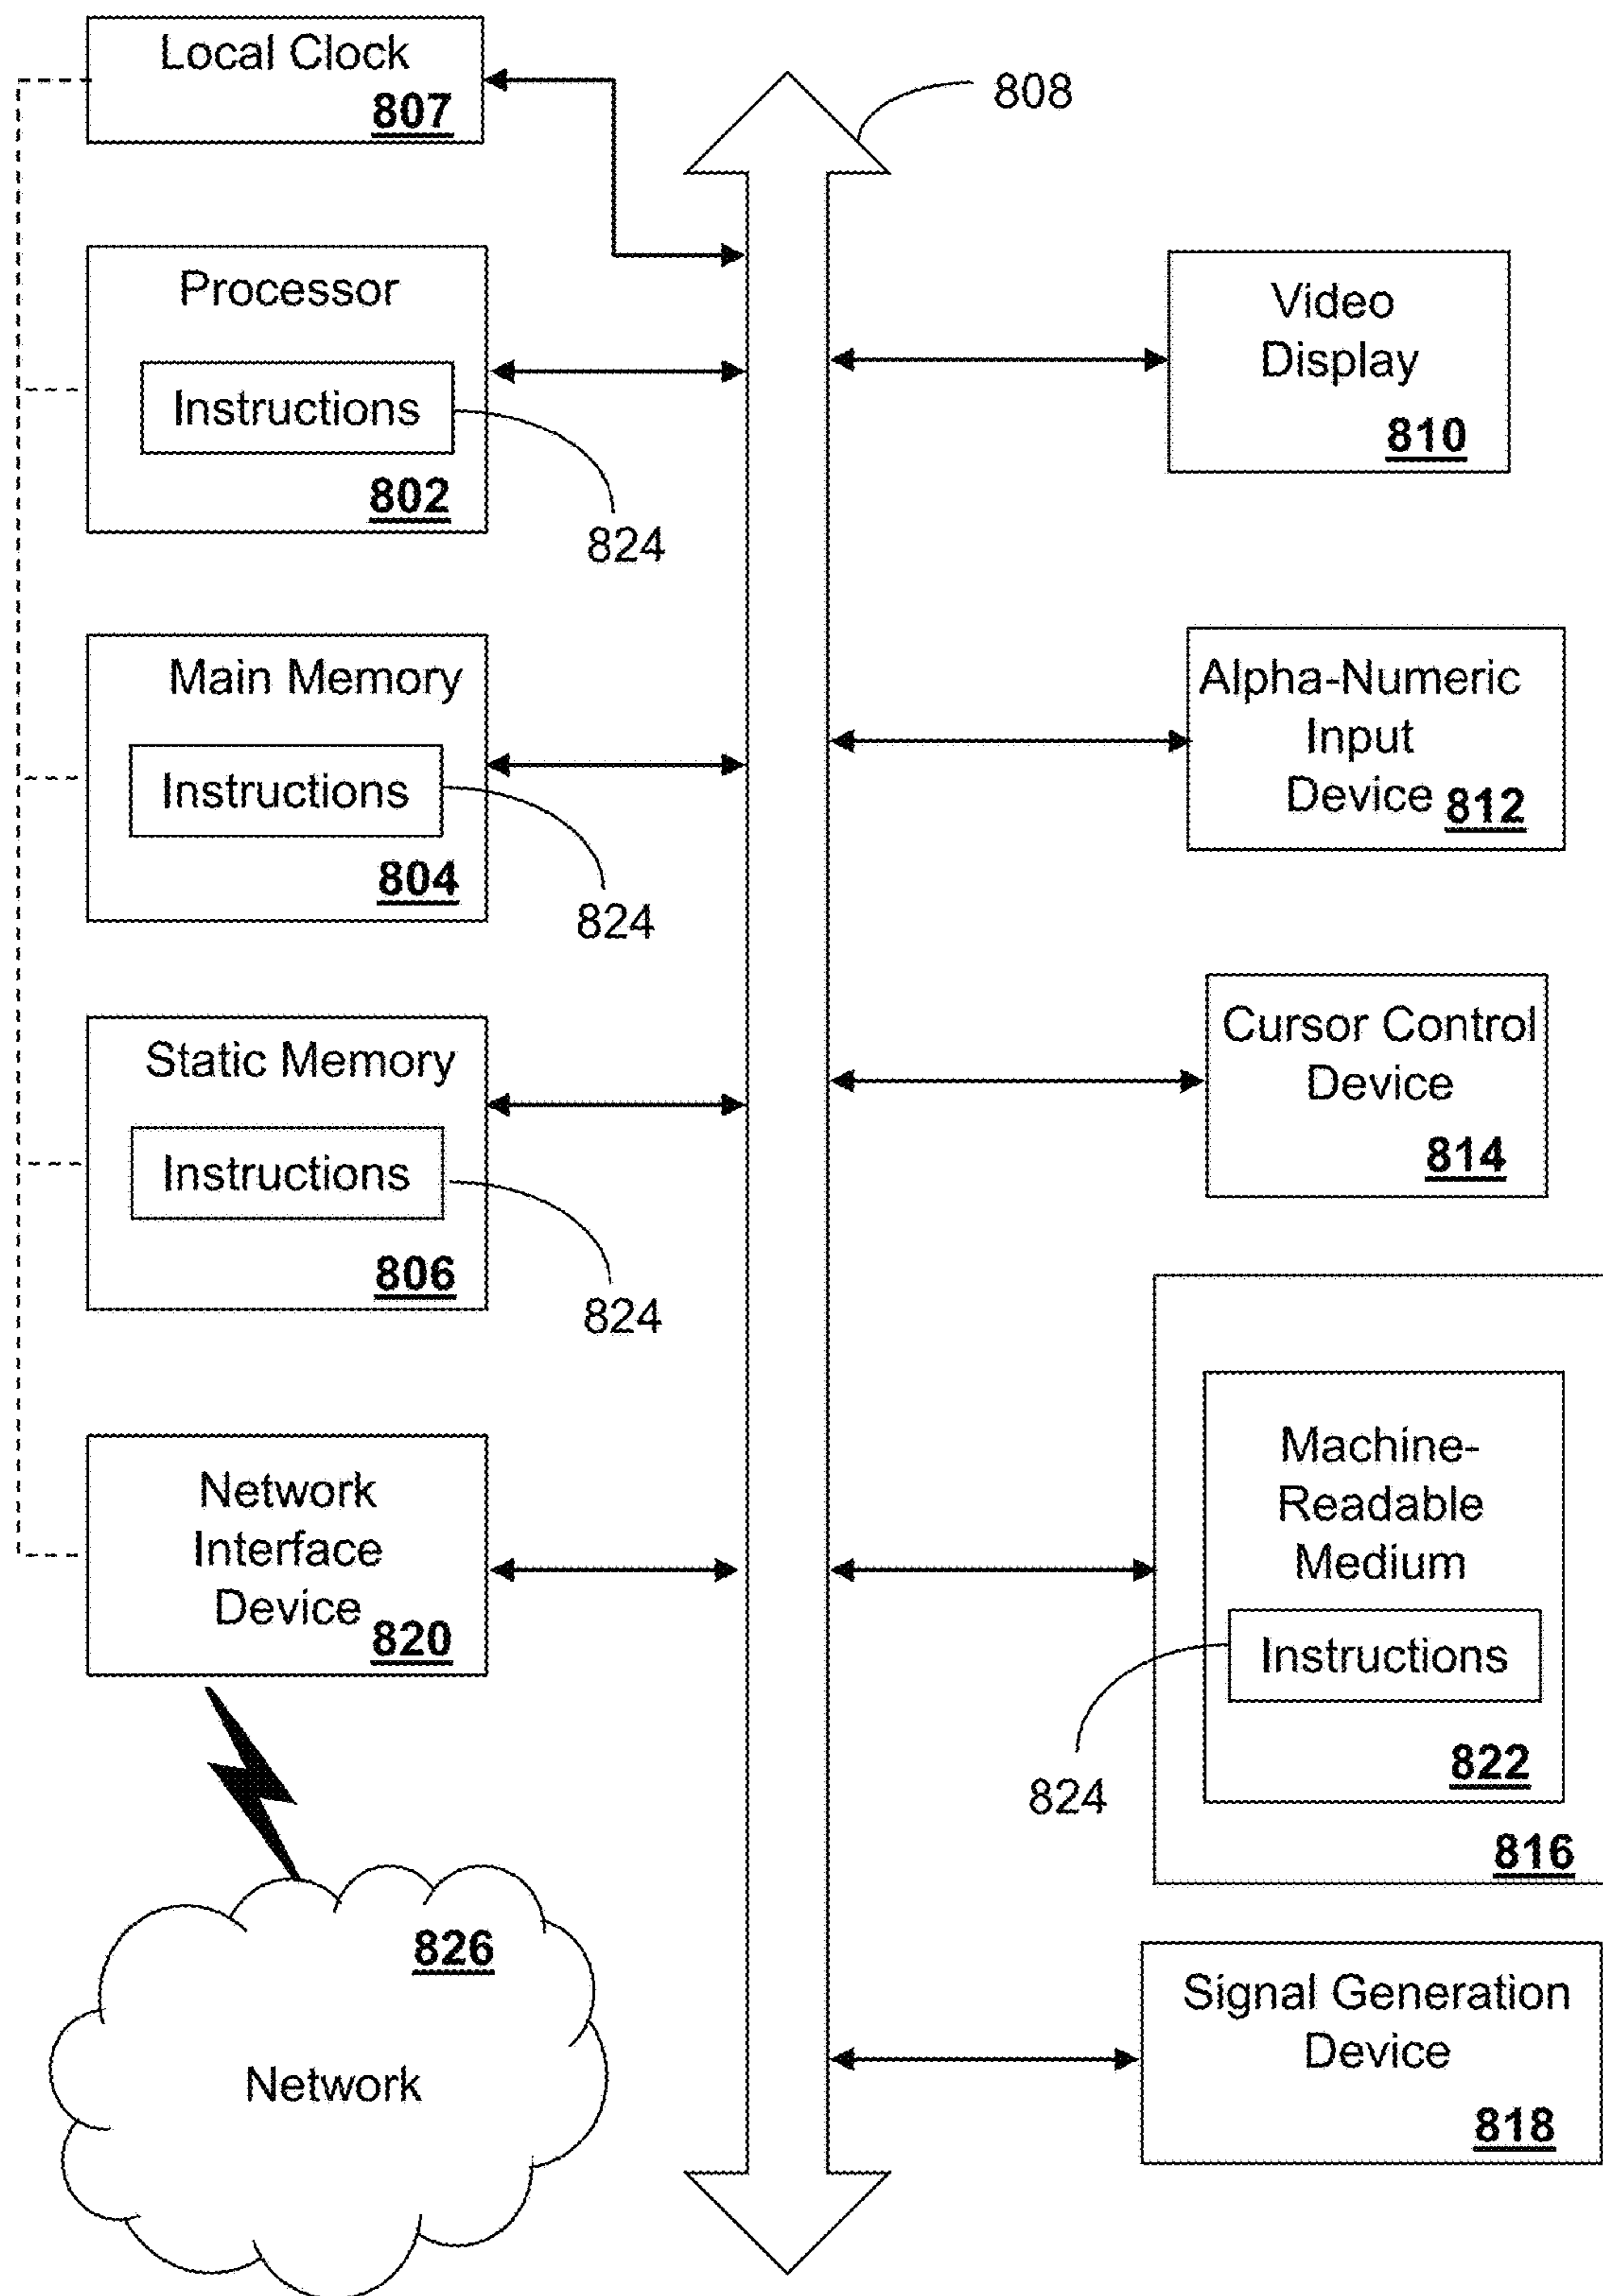 Local Clock
807
808
Processor
Instructions
802
824
Video
Display
810
Main Memory
Instructions
804
824
Alpha-Numeric
Input
Device
812
Static Memory
Instructions
806
824
Cursor Control
Device
814
Network
Interface
Device
820
Machine-
Readable
Medium
Instructions
822
824
816
826
Network
Signal Generation
Device
818